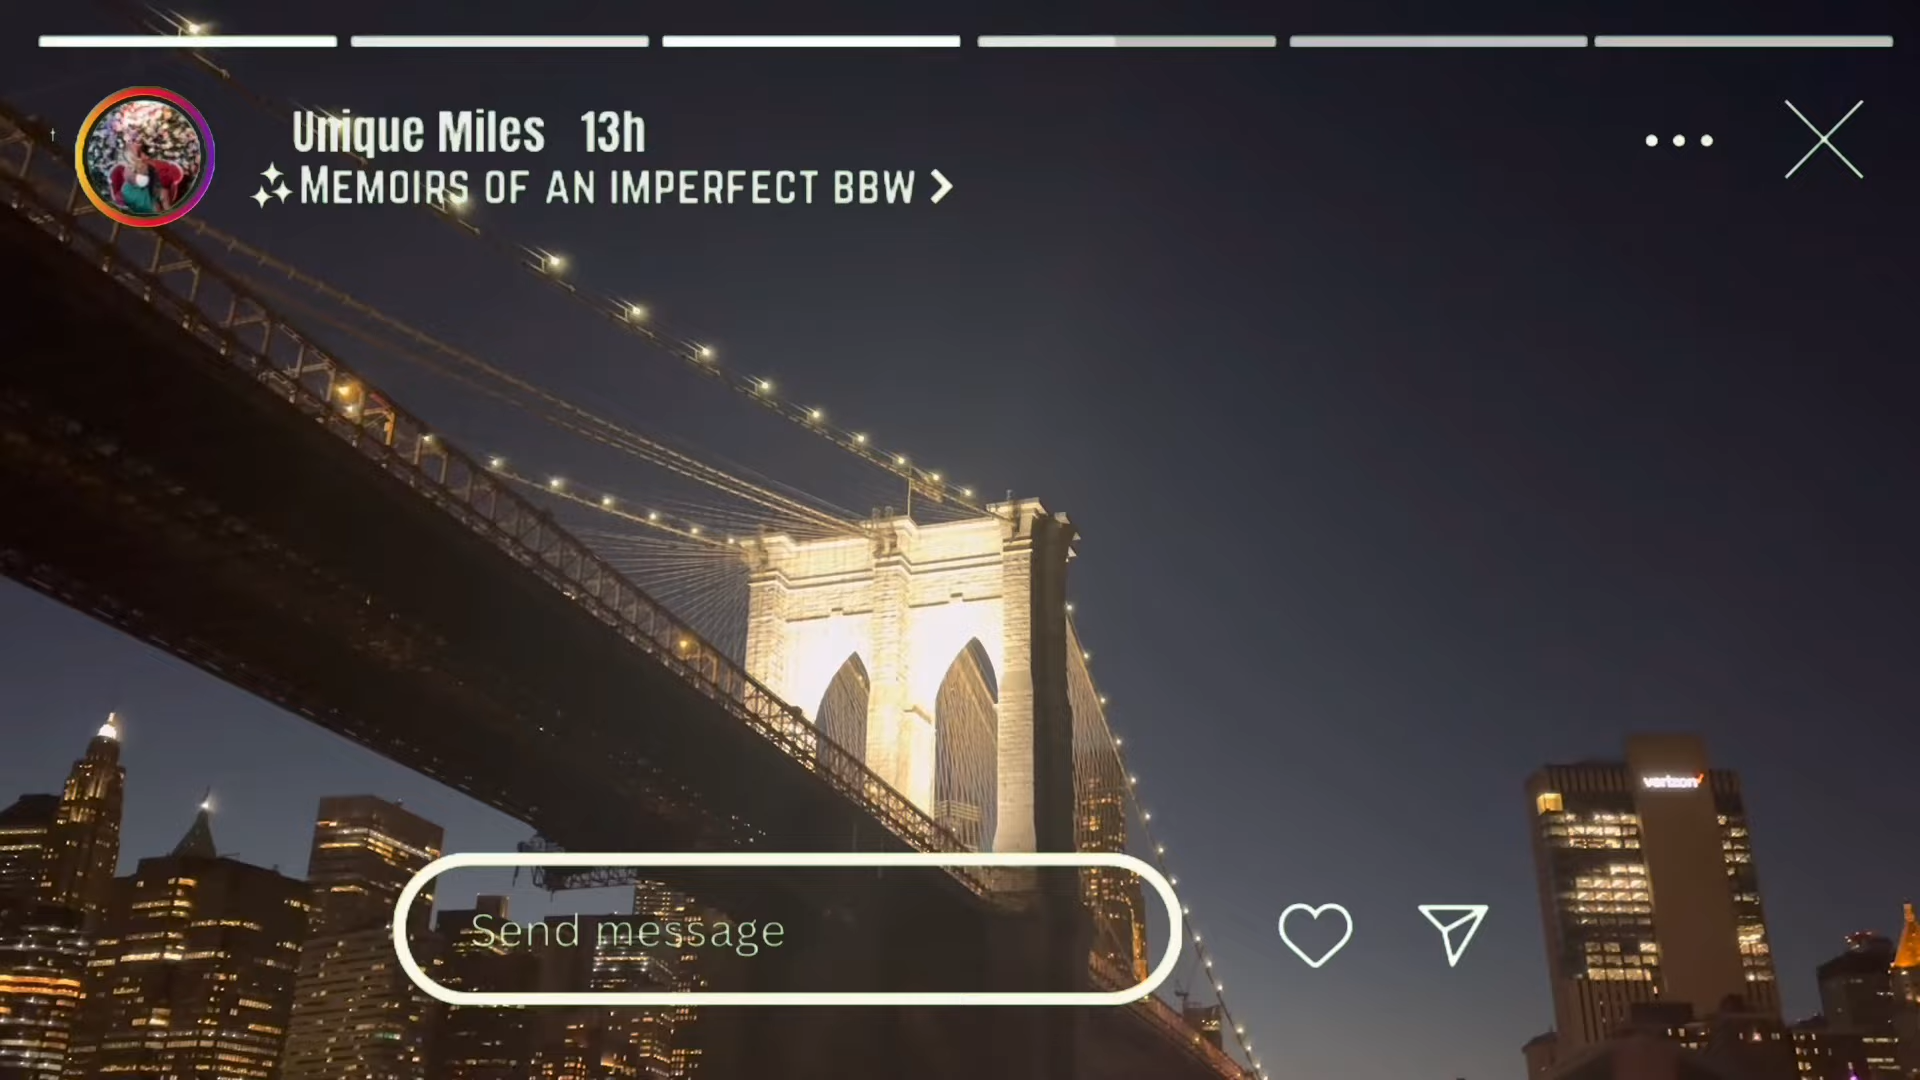 Unique Miles 13h
MEMOIRS OF AN IMPERFECT BBW
verizon
Send message